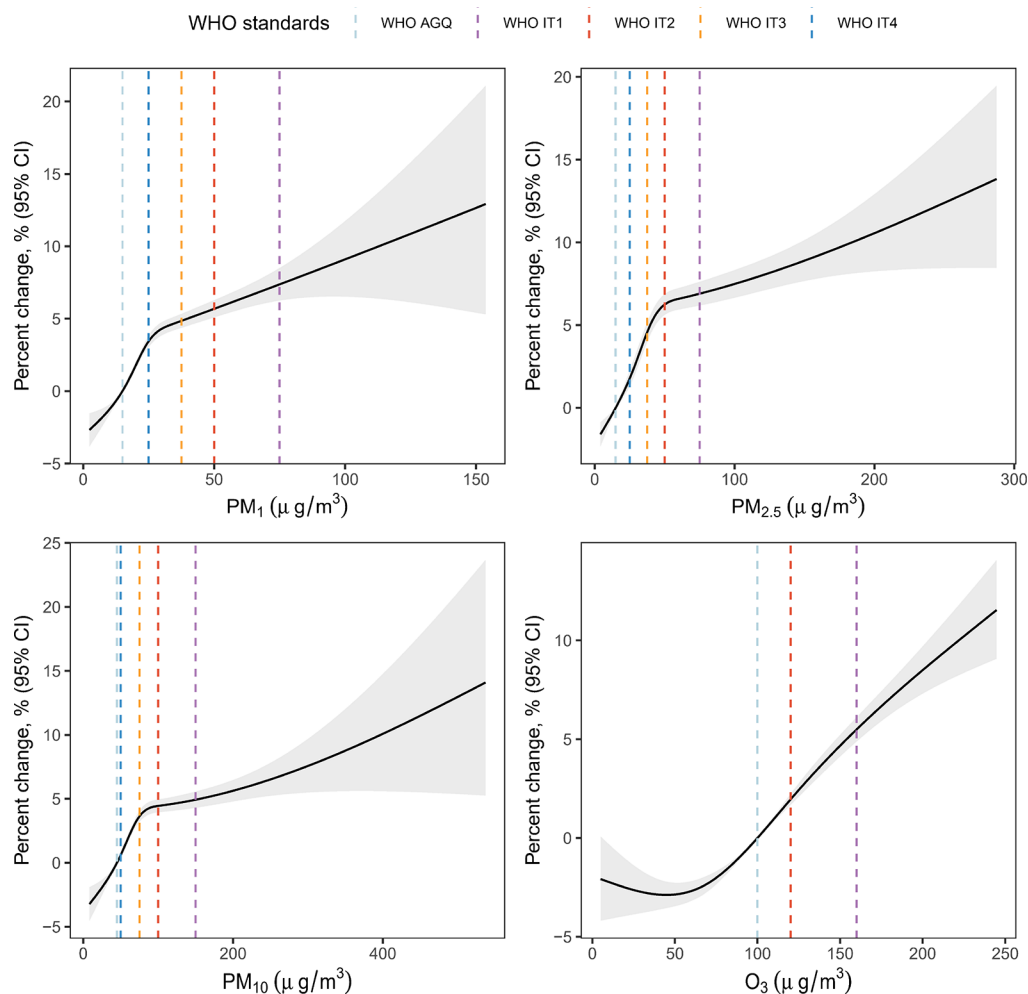 WHO standards WHO AGQ WHO IT1 WHO IT2 WHO IT3 WHO IT4
Percent change, % (95% CI)
20
15
10
5
0
−5
0 50 100 150
PM₁ (μ g/m³)
Percent change, % (95% CI)
20
15
10
5
0
0 100 200 300
PM₂.₅ (μ g/m³)
Percent change, % (95% CI)
25
20
15
10
5
0
−5
0 200 400
PM₁₀ (μ g/m³)
Percent change, % (95% CI)
10
5
0
−5
0 50 100 150 200 250
O₃ (μ g/m³)